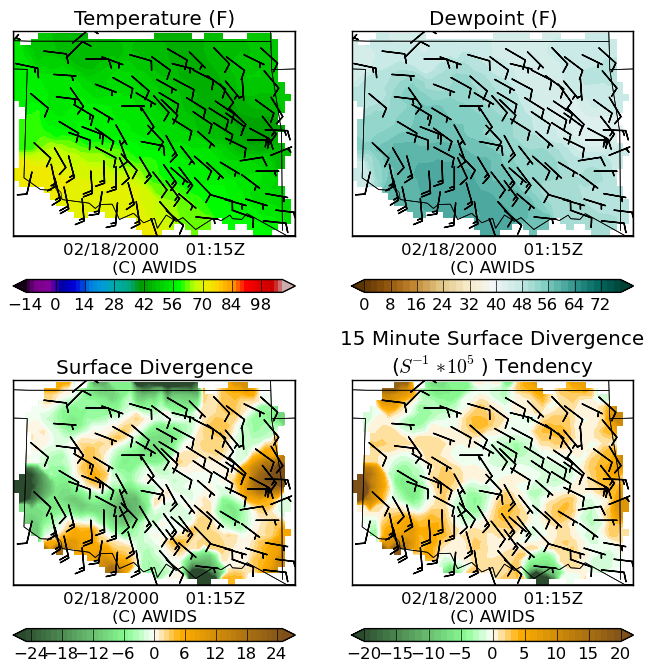 Temperature (F)
Dewpoint (F)
02/18/2000 01:15Z
(C) AWIDS
02/18/2000 01:15Z
(C) AWIDS
−14 0 14 28 42 56 70 84 98
0 8 16 24 32 40 48 56 64 72
Surface Divergence
15 Minute Surface Divergence
(S⁻¹ *10⁵ ) Tendency
02/18/2000 01:15Z
(C) AWIDS
02/18/2000 01:15Z
(C) AWIDS
−24 −18 −12 −6 0 6 12 18 24
−20 −15 −10 −5 0 5 10 15 20